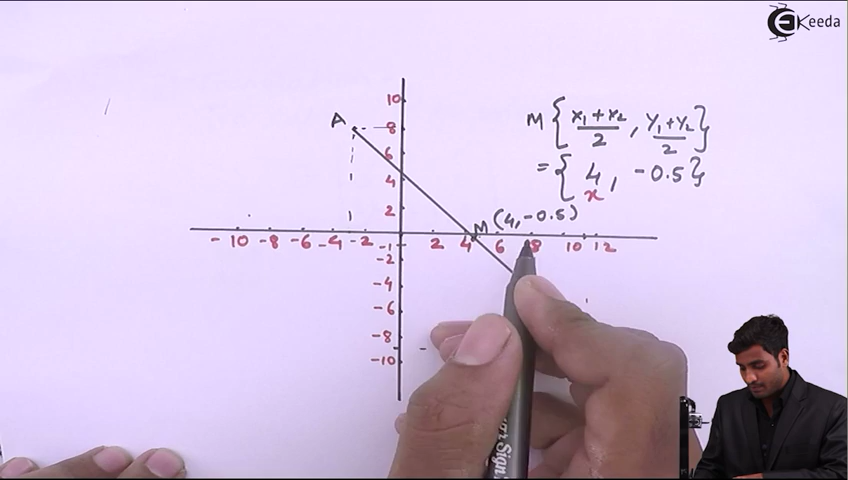 Ekeeda
M { x₁+x₂/2 , y₁+y₂/2 }
= { 4, -0.5 }
x
A
10
8
6
4
2
M (4, -0.5)
-10 -8 -6 -4 -2 2 4 6 8 10 12
-1
-2
-4
-6
-8
-10